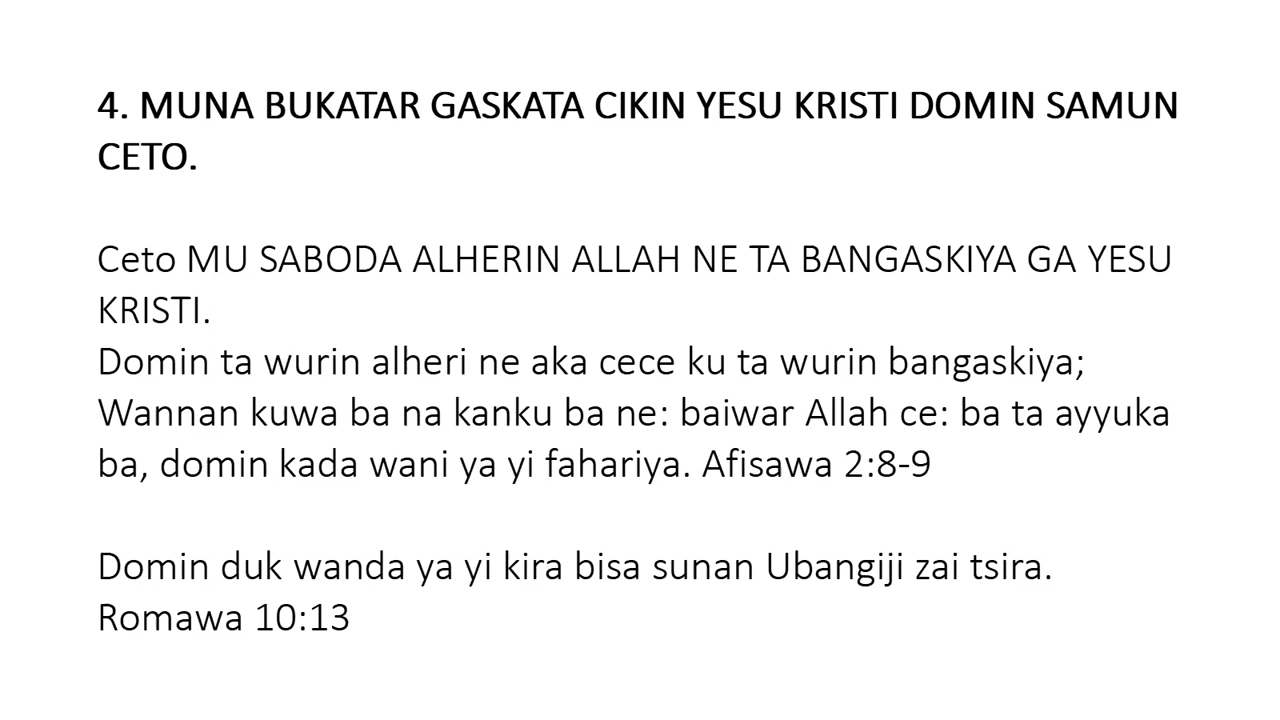 4. MUNA BUKATAR GASKATA CIKIN YESU KRISTI DOMIN SAMUN
CETO.
Ceto MU SABODA ALHERIN ALLAH NE TA BANGASKIYA GA YESU
KRISTI.
Domin ta wurin alheri ne aka cece ku ta wurin bangaskiya;
Wannan kuwa ba na kanku ba ne: baiwar Allah ce: ba ta ayyuka
ba, domin kada wani ya yi fahariya. Afisawa 2:8-9
Domin duk wanda ya yi kira bisa sunan Ubangiji zai tsira.
Romawa 10:13